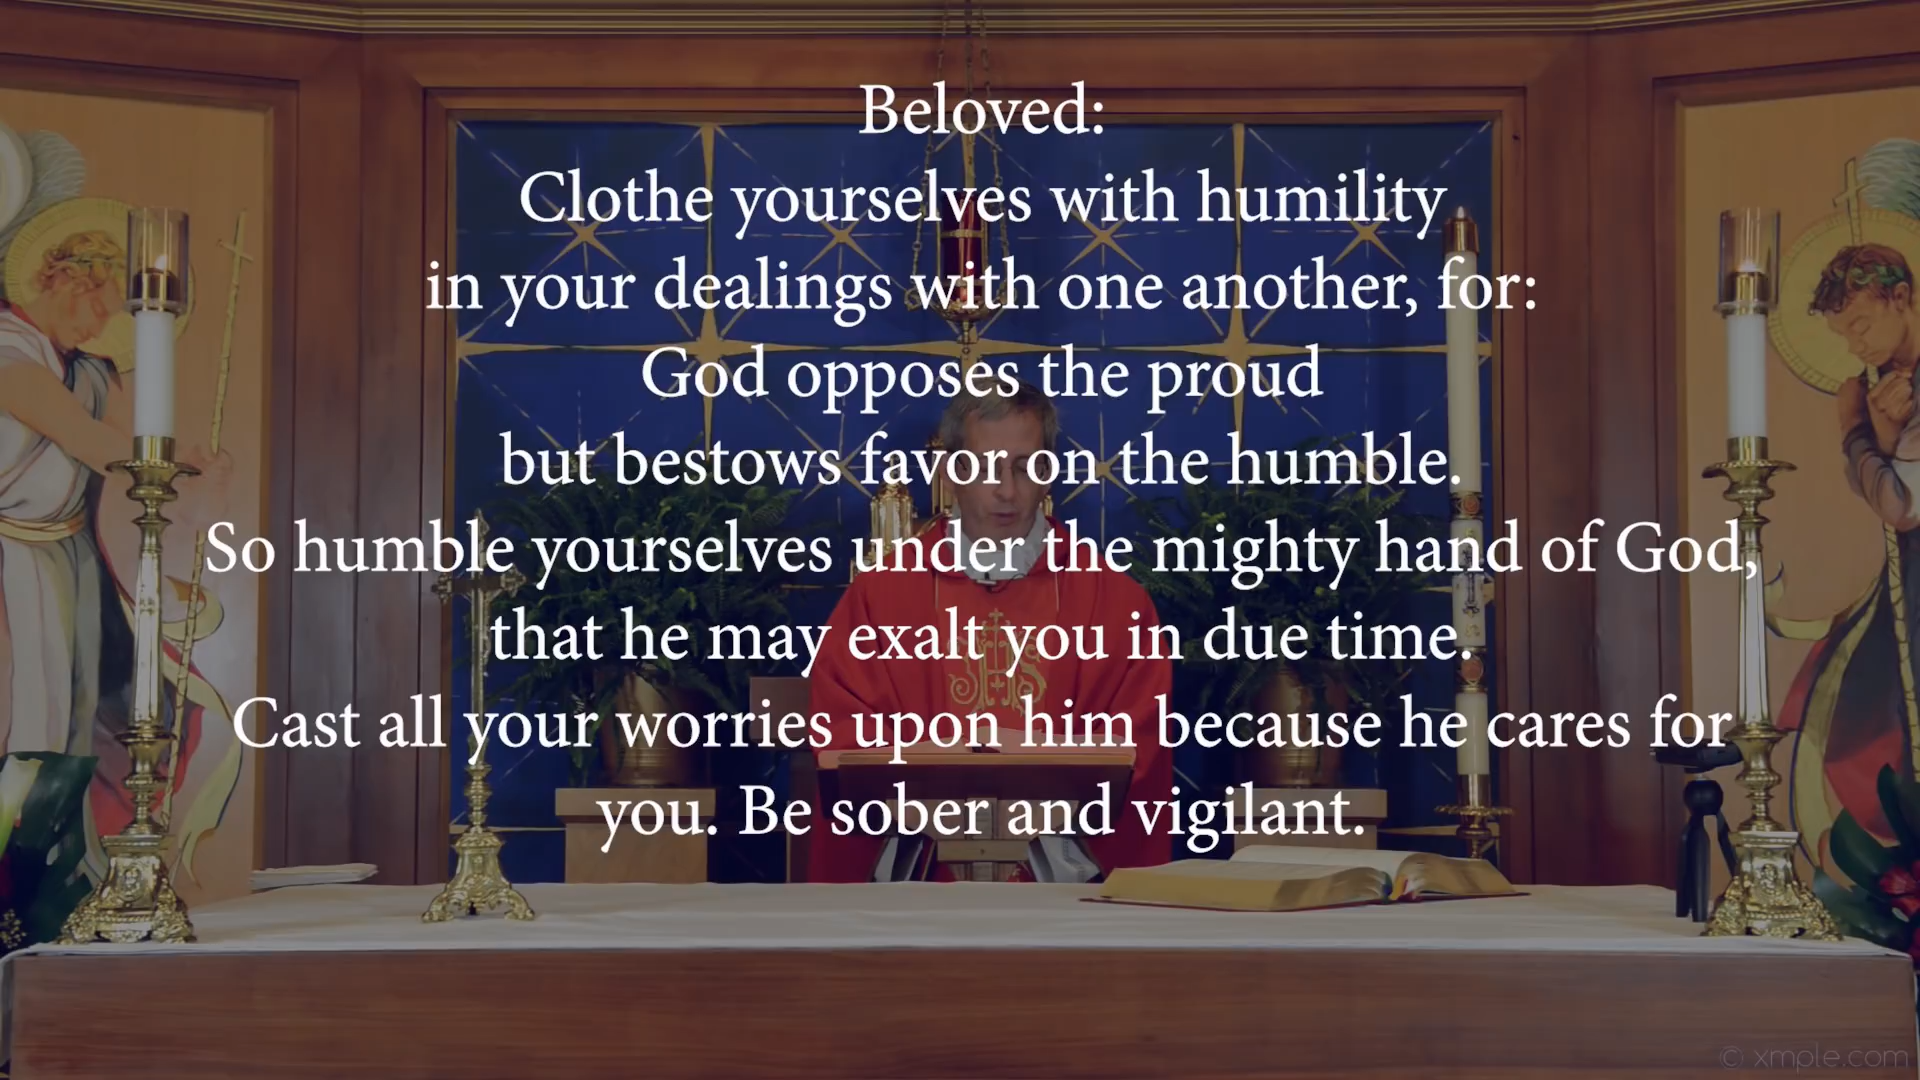 Beloved:
Clothe yourselves with humility
in your dealings with one another, for:
God opposes the proud
but bestows favor on the humble.
So humble yourselves under the mighty hand of God,
that he may exalt you in due time.
Cast all your worries upon him because he cares for
you. Be sober and vigilant.
IHS
© xmple.com